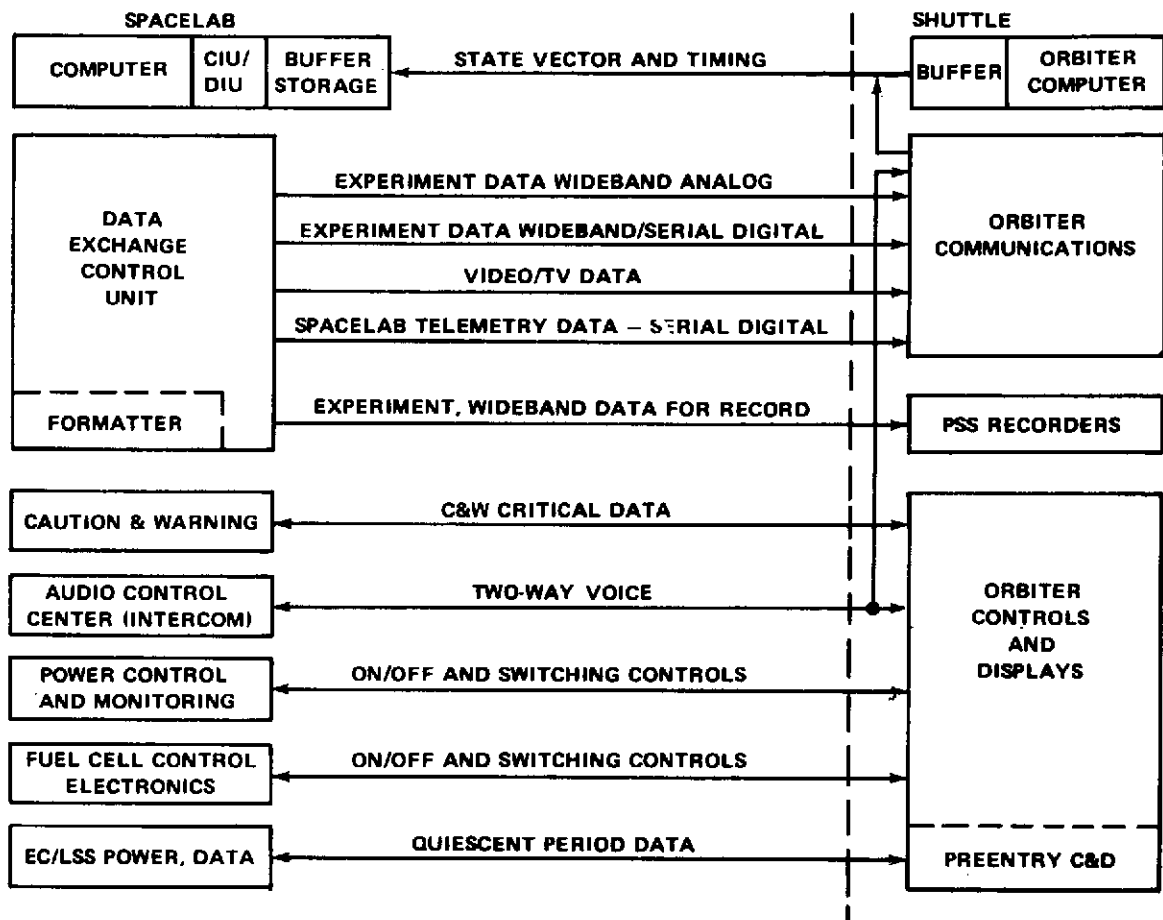 SPACELAB
SHUTTLE
COMPUTER
CIU/
DIU
BUFFER
STORAGE
STATE VECTOR AND TIMING
BUFFER
ORBITER
COMPUTER
DATA
EXCHANGE
CONTROL
UNIT
FORMATTER
EXPERIMENT DATA WIDEBAND ANALOG
EXPERIMENT DATA WIDEBAND/SERIAL DIGITAL
VIDEO/TV DATA
SPACELAB TELEMETRY DATA – SERIAL DIGITAL
ORBITER
COMMUNICATIONS
EXPERIMENT, WIDEBAND DATA FOR RECORD
PSS RECORDERS
CAUTION & WARNING
C&W CRITICAL DATA
AUDIO CONTROL
CENTER (INTERCOM)
TWO-WAY VOICE
POWER CONTROL
AND MONITORING
ON/OFF AND SWITCHING CONTROLS
FUEL CELL CONTROL
ELECTRONICS
ON/OFF AND SWITCHING CONTROLS
EC/LSS POWER, DATA
QUIESCENT PERIOD DATA
ORBITER
CONTROLS
AND
DISPLAYS
PREENTRY C&D